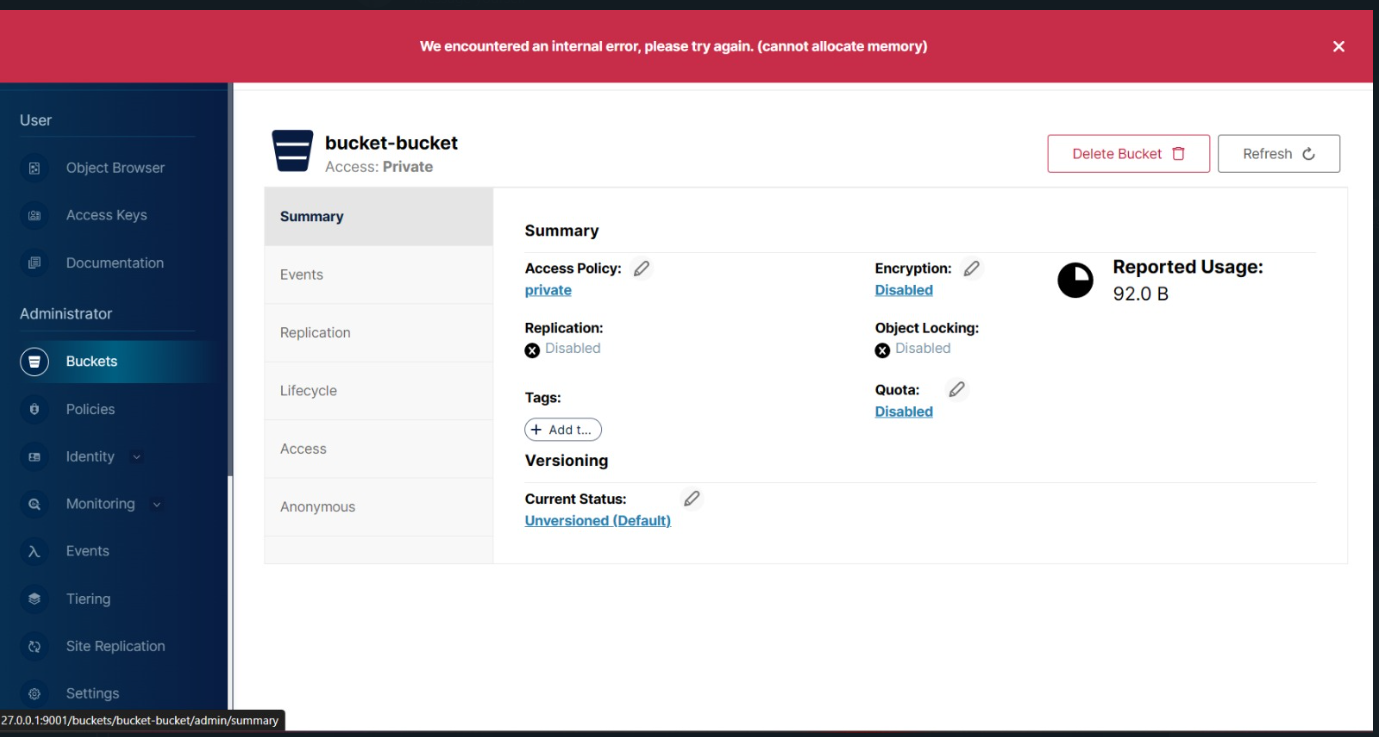 We encountered an internal error, please try again. (cannot allocate memory)
User
Object Browser
Access Keys
Documentation
Administrator
Buckets
Policies
Identity
Monitoring
Events
Tiering
Site Replication
Settings
27.0.0.1:9001/buckets/bucket-bucket/admin/summary
bucket-bucket
Access: Private
Delete Bucket
Refresh
Summary
Events
Replication
Lifecycle
Access
Anonymous
Summary
Access Policy:
private
Encryption:
Disabled
Reported Usage:
92.0 B
Replication:
Disabled
Object Locking:
Disabled
Tags:
+ Add t...
Quota:
Disabled
Versioning
Current Status:
Unversioned (Default)